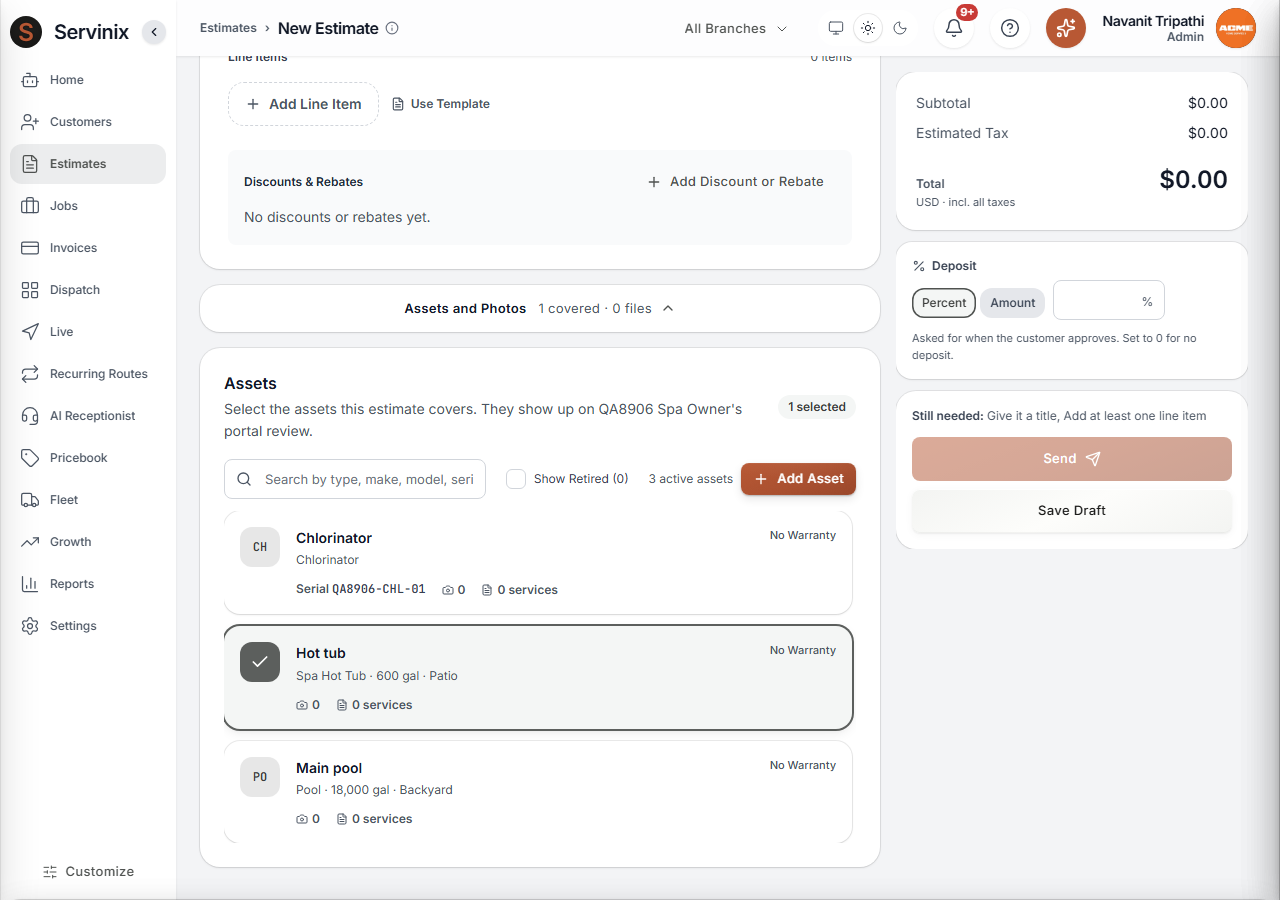 S Servinix
Estimates › New Estimate
All Branches
9+
Navanit Tripathi
Admin
ACME
Home
Customers
Estimates
Jobs
Invoices
Dispatch
Live
Recurring Routes
AI Receptionist
Pricebook
Fleet
Growth
Reports
Settings
Customize
Line Items 0 items
+ Add Line Item Use Template
Discounts & Rebates + Add Discount or Rebate
No discounts or rebates yet.
Assets and Photos 1 covered · 0 files
Assets
Select the assets this estimate covers. They show up on QA8906 Spa Owner's
portal review.
1 selected
Search by type, make, model, seri
Show Retired (0) 3 active assets + Add Asset
CH Chlorinator No Warranty
Chlorinator
Serial QA8906-CHL-01 0 0 services
Hot tub No Warranty
Spa Hot Tub · 600 gal · Patio
0 0 services
PO Main pool No Warranty
Pool · 18,000 gal · Backyard
0 0 services
Subtotal $0.00
Estimated Tax $0.00
Total $0.00
USD · incl. all taxes
% Deposit
Percent Amount %
Asked for when the customer approves. Set to 0 for no
deposit.
Still needed: Give it a title, Add at least one line item
Send
Save Draft